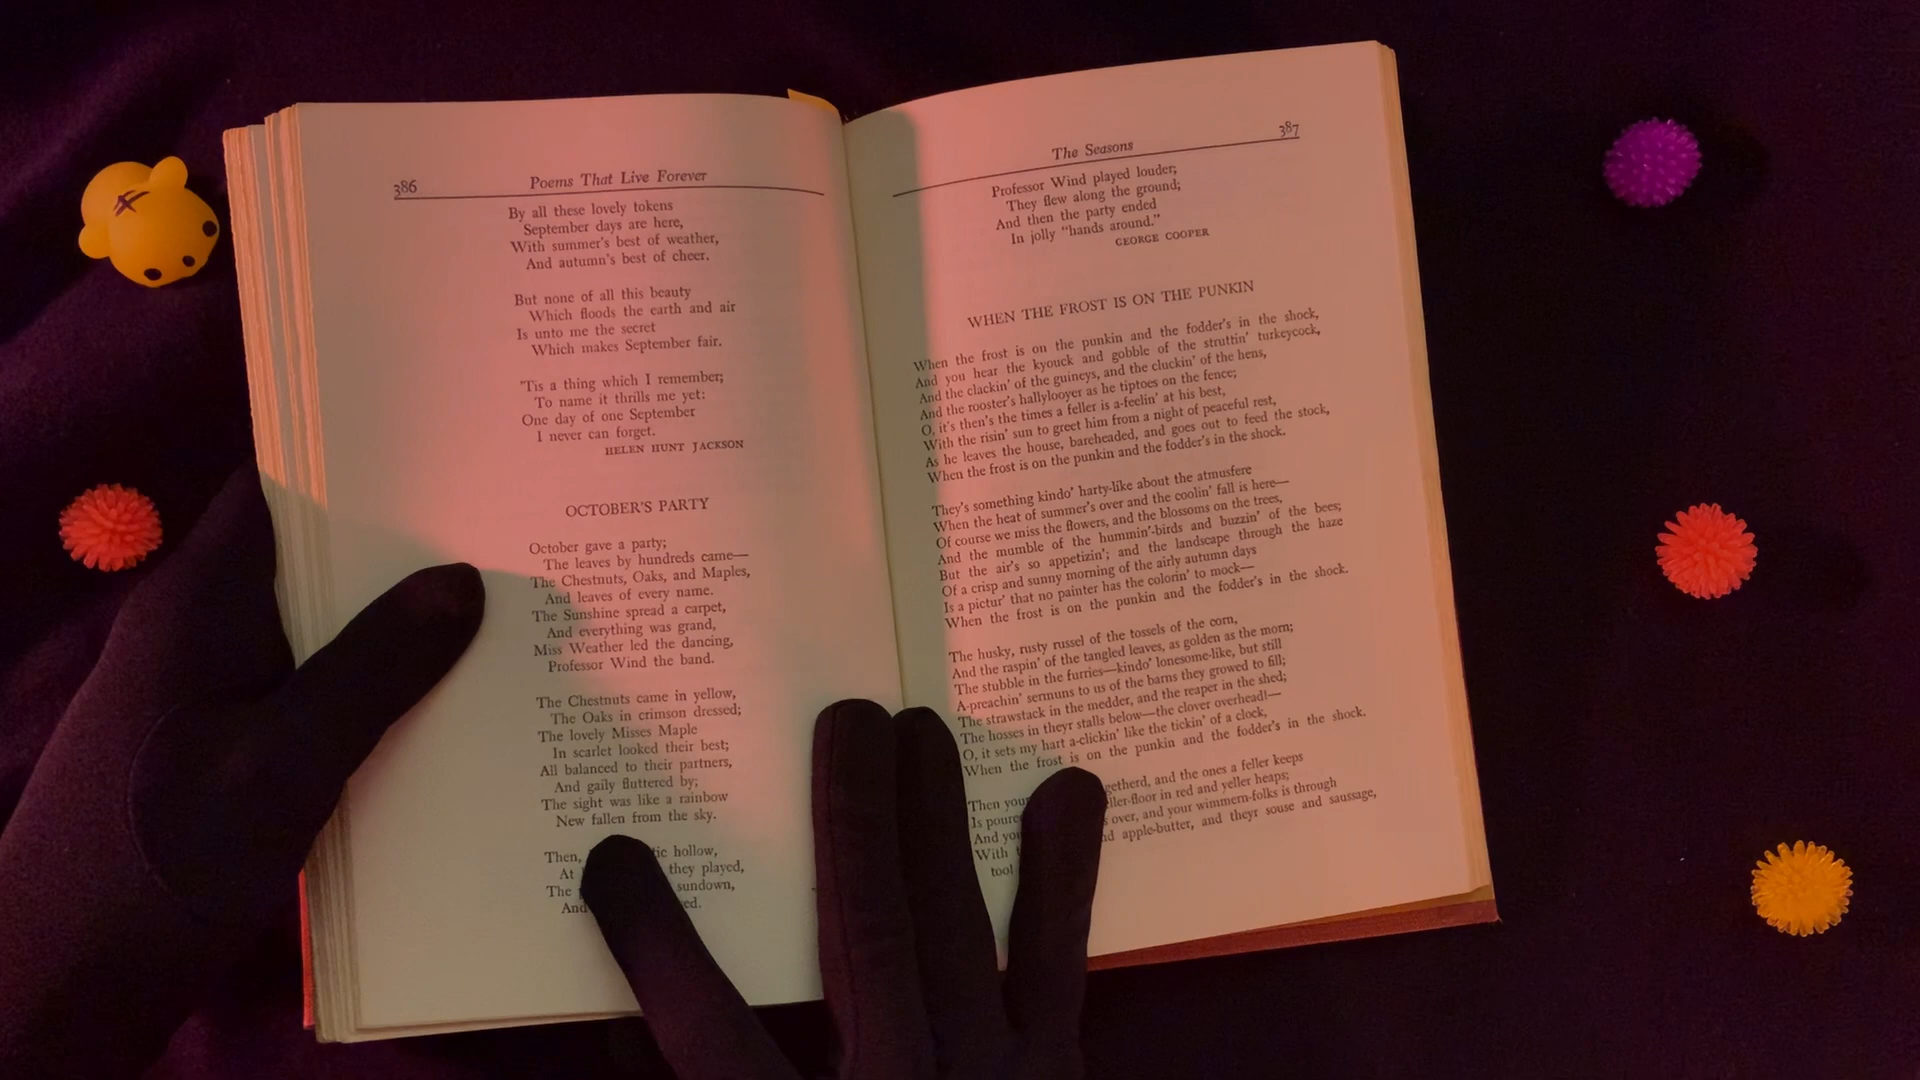 386
Poems That Live Forever
By all these lovely tokens
September days are here,
With summer's best of weather,
And autumn's best of cheer.
But none of all this beauty
Which floods the earth and air
Is unto me the secret
Which makes September fair.
'Tis a thing which I remember;
To name it thrills me yet:
One day of one September
I never can forget.
HELEN HUNT JACKSON
OCTOBER'S PARTY
October gave a party;
The leaves by hundreds came—
The Chestnuts, Oaks, and Maples,
And leaves of every name.
The Sunshine spread a carpet,
And everything was grand,
Miss Weather led the dancing,
Professor Wind the band.
The Chestnuts came in yellow,
The Oaks in crimson dressed;
The lovely Misses Maple
In scarlet looked their best;
All balanced to their partners,
And gaily fluttered by;
The sight was like a rainbow
New fallen from the sky.
Then, hollow,
At they played,
The sundown,
And
The Seasons
387
Professor Wind played louder;
They flew along the ground;
And then the party ended
In jolly "hands around."
GEORGE COOPER
WHEN THE FROST IS ON THE PUNKIN
When the frost is on the punkin and the fodder's in the shock,
And you hear the kyouck and gobble of the struttin' turkeycock,
And the clackin' of the guineys, and the cluckin' of the hens,
And the rooster's hallylooyer as he tiptoes on the fence;
O, it's then's the times a feller is a-feelin' at his best,
With the risin' sun to greet him from a night of peaceful rest,
As he leaves the house, bareheaded, and goes out to feed the stock,
When the frost is on the punkin and the fodder's in the shock.
They's something kindo' harty-like about the atmusfere
When the heat of summer's over and the coolin' fall is here—
Of course we miss the flowers, and the blossoms on the trees,
And the mumble of the hummin'-birds and buzzin' of the bees;
But the air's so appetizin'; and the landscape through the haze
Of a crisp and sunny morning of the airly autumn days
Is a pictur' that no painter has the colorin' to mock—
When the frost is on the punkin and the fodder's in the shock.
The husky, rusty russel of the tossels of the corn,
And the raspin' of the tangled leaves, as golden as the morn;
The stubble in the furries—kindo' lonesome-like, but still
A-preachin' sermuns to us of the barns they growed to fill;
The strawstack in the medder, and the reaper in the shed;
The hosses in theyr stalls below—the clover overhead!—
O, it sets my hart a-clickin' like the tickin' of a clock,
When the frost is on the punkin and the fodder's in the shock.
Then your getherd, and the ones a feller keeps
Is poured ller-floor in red and yeller heaps;
And you over, and your wimmern-folks is through
With apple-butter, and theyr souse and sausage,
tool